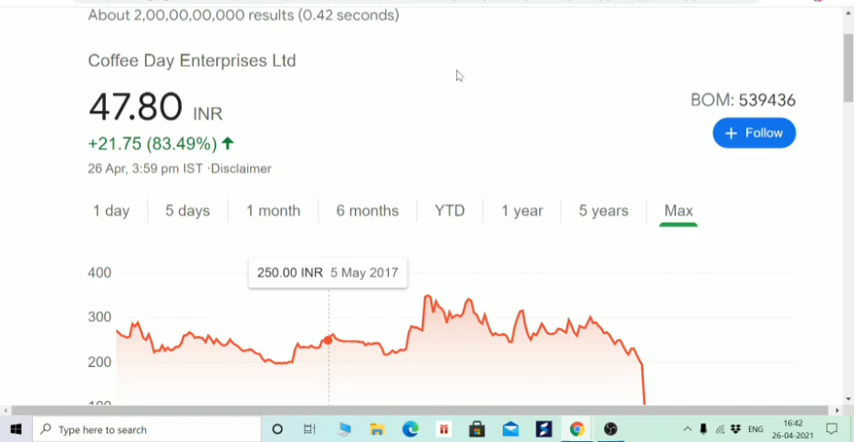 About 2,00,00,00,000 results (0.42 seconds)
Coffee Day Enterprises Ltd
47.80 INR
BOM: 539436
+21.75 (83.49%)
+ Follow
26 Apr, 3:59 pm IST ·Disclaimer
1 day 5 days 1 month 6 months YTD 1 year 5 years Max
400
250.00 INR 5 May 2017
300
200
100
Type here to search
ENG
16:42
26-04-2021